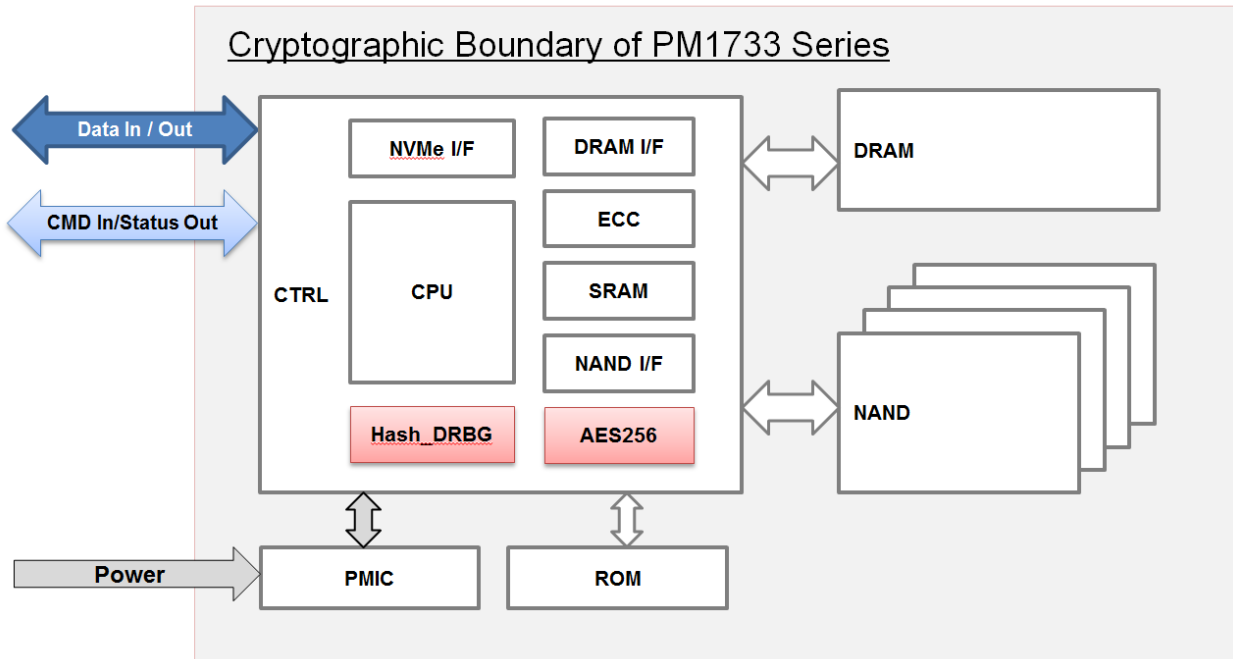 Cryptographic Boundary of PM1733 Series
Data In / Out
CMD In/Status Out
CTRL
NVMe I/F
CPU
Hash_DRBG
DRAM I/F
ECC
SRAM
NAND I/F
AES256
DRAM
NAND
Power
PMIC
ROM